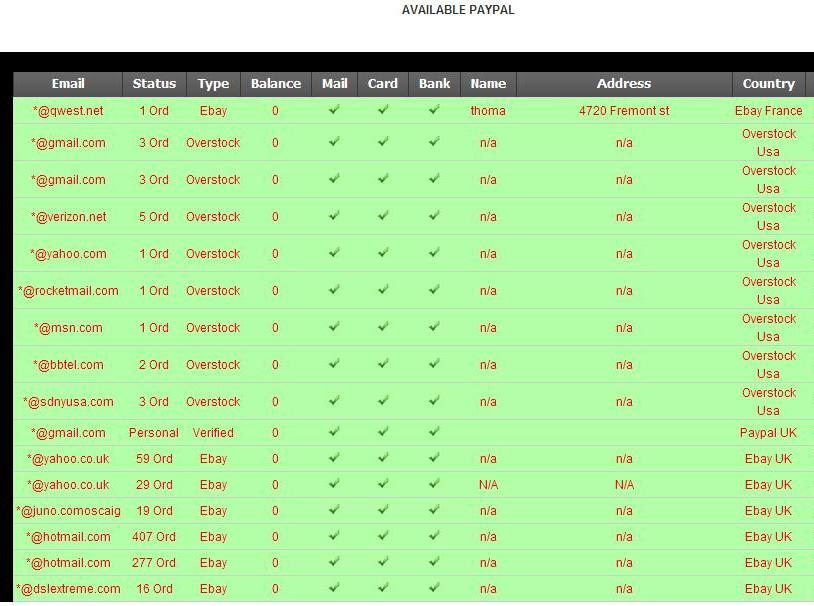 AVAILABLE PAYPAL
Email Status Type Balance Mail Card Bank Name Address Country
*@qwest.net 1 Ord Ebay 0 thoma 4720 Fremont st Ebay France
*@gmail.com 3 Ord Overstock 0 n/a n/a Overstock
Usa
*@gmail.com 3 Ord Overstock 0 n/a n/a Overstock
Usa
*@verizon.net 5 Ord Overstock 0 n/a n/a Overstock
Usa
*@yahoo.com 1 Ord Overstock 0 n/a n/a Overstock
Usa
*@rocketmail.com 1 Ord Overstock 0 n/a n/a Overstock
Usa
*@msn.com 1 Ord Overstock 0 n/a n/a Overstock
Usa
*@bbtel.com 2 Ord Overstock 0 n/a n/a Overstock
Usa
*@sdnyusa.com 3 Ord Overstock 0 n/a n/a Overstock
Usa
*@gmail.com Personal Verified 0 Paypal UK
*@yahoo.co.uk 59 Ord Ebay 0 n/a n/a Ebay UK
*@yahoo.co.uk 29 Ord Ebay 0 N/A N/A Ebay UK
*@juno.comoscaig 19 Ord Ebay 0 n/a n/a Ebay UK
*@hotmail.com 407 Ord Ebay 0 n/a n/a Ebay UK
*@hotmail.com 277 Ord Ebay 0 n/a n/a Ebay UK
*@dslextreme.com 16 Ord Ebay 0 n/a n/a Ebay UK